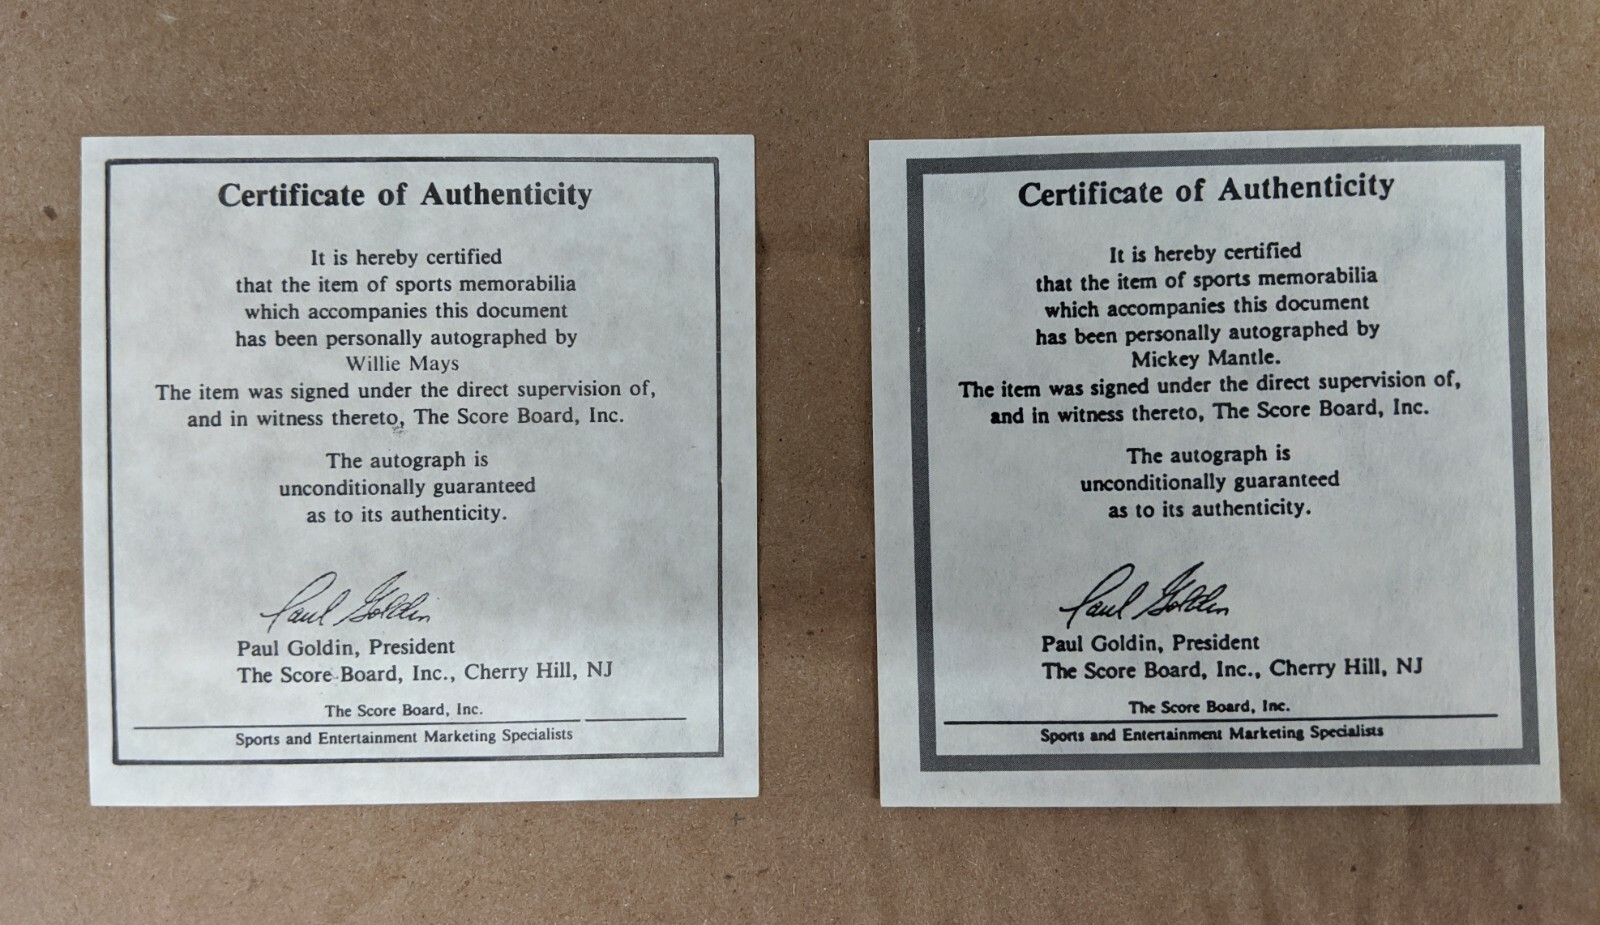 Certificate of Authenticity
It is hereby certified
that the item of sports memorabilia
which accompanies this document
has been personally autographed by
Willie Mays
The item was signed under the direct supervision of,
and in witness thereto, The Score Board, Inc.
The autograph is
unconditionally guaranteed
as to its authenticity.
Paul Goldin
Paul Goldin, President
The Score Board, Inc., Cherry Hill, NJ
The Score Board, Inc.
Sports and Entertainment Marketing Specialists
Certificate of Authenticity
It is hereby certified
that the item of sports memorabilia
which accompanies this document
has been personally autographed by
Mickey Mantle.
The item was signed under the direct supervision of,
and in witness thereto, The Score Board, Inc.
The autograph is
unconditionally guaranteed
as to its authenticity.
Paul Goldin
Paul Goldin, President
The Score Board, Inc., Cherry Hill, NJ
The Score Board, Inc.
Sports and Entertainment Marketing Specialists